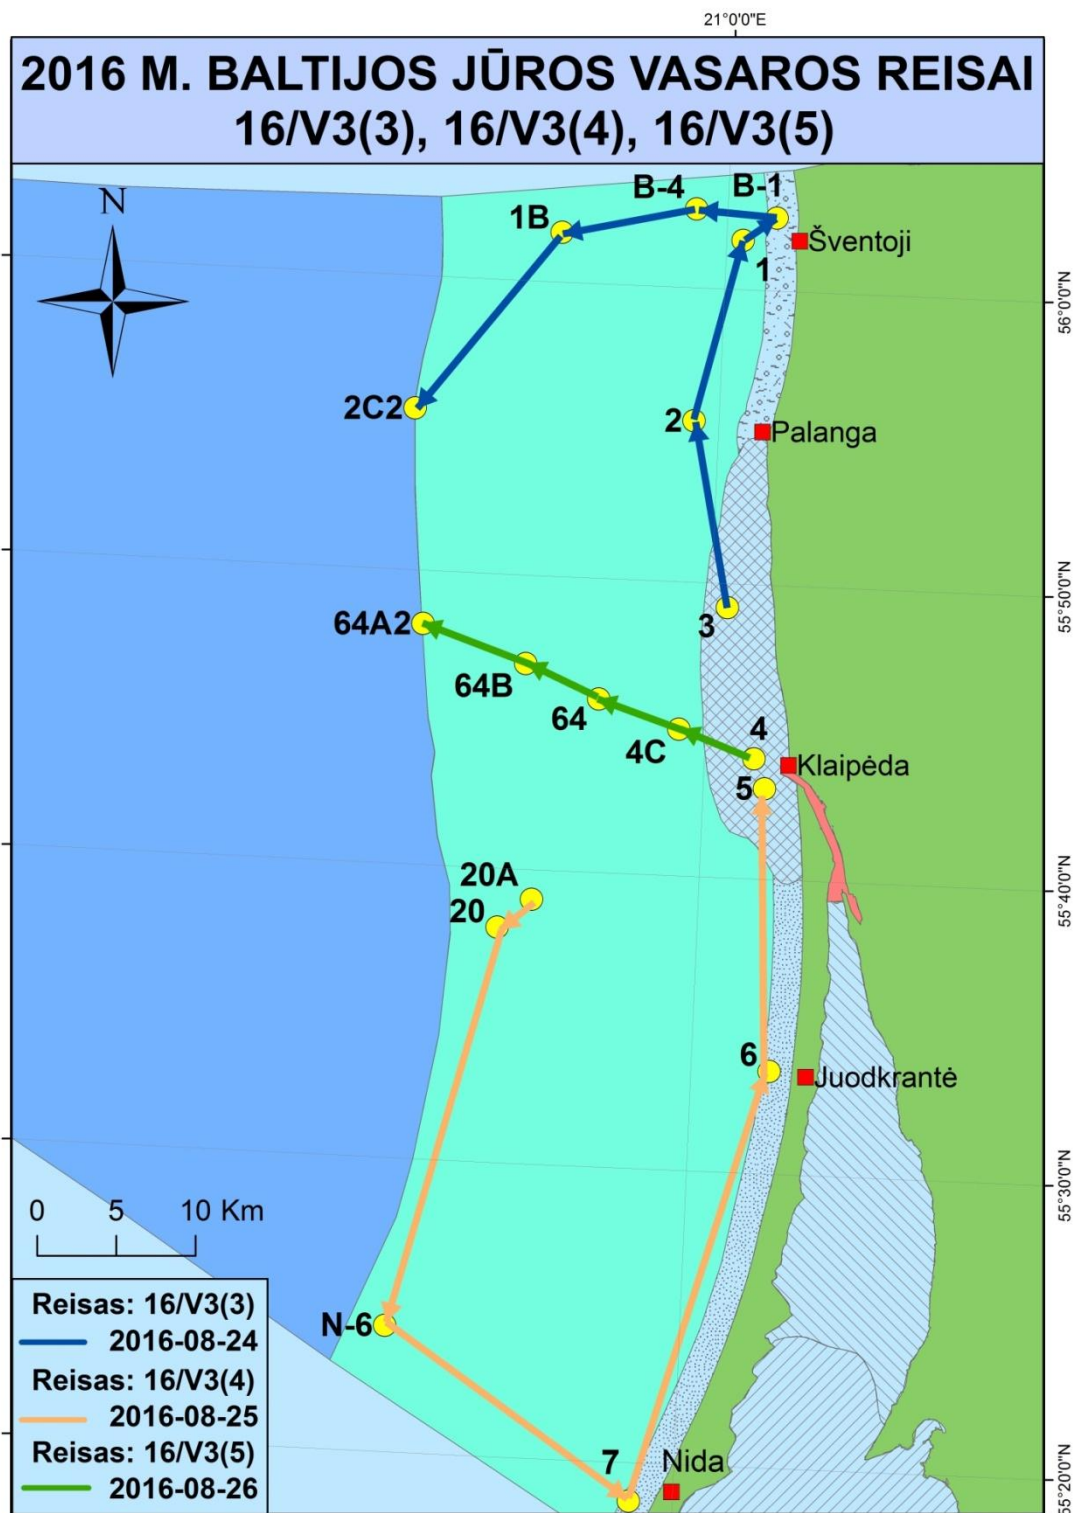 21°0'0"E
2016 M. BALTIJOS JŪROS VASAROS REISAI
16/V3(3), 16/V3(4), 16/V3(5)
N
B-4
B-1
1B
Šventoji
1
56°0'0"N
2C2
2
Palanga
55°50'0"N
64A2
3
64B
64
4C
4
Klaipėda
5
20A
20
55°40'0"N
6
Juodkrantė
55°30'0"N
0 5 10 Km
Reisas: 16/V3(3)
2016-08-24
N-6
Reisas: 16/V3(4)
2016-08-25
Reisas: 16/V3(5)
2016-08-26
7
Nida
55°20'0"N